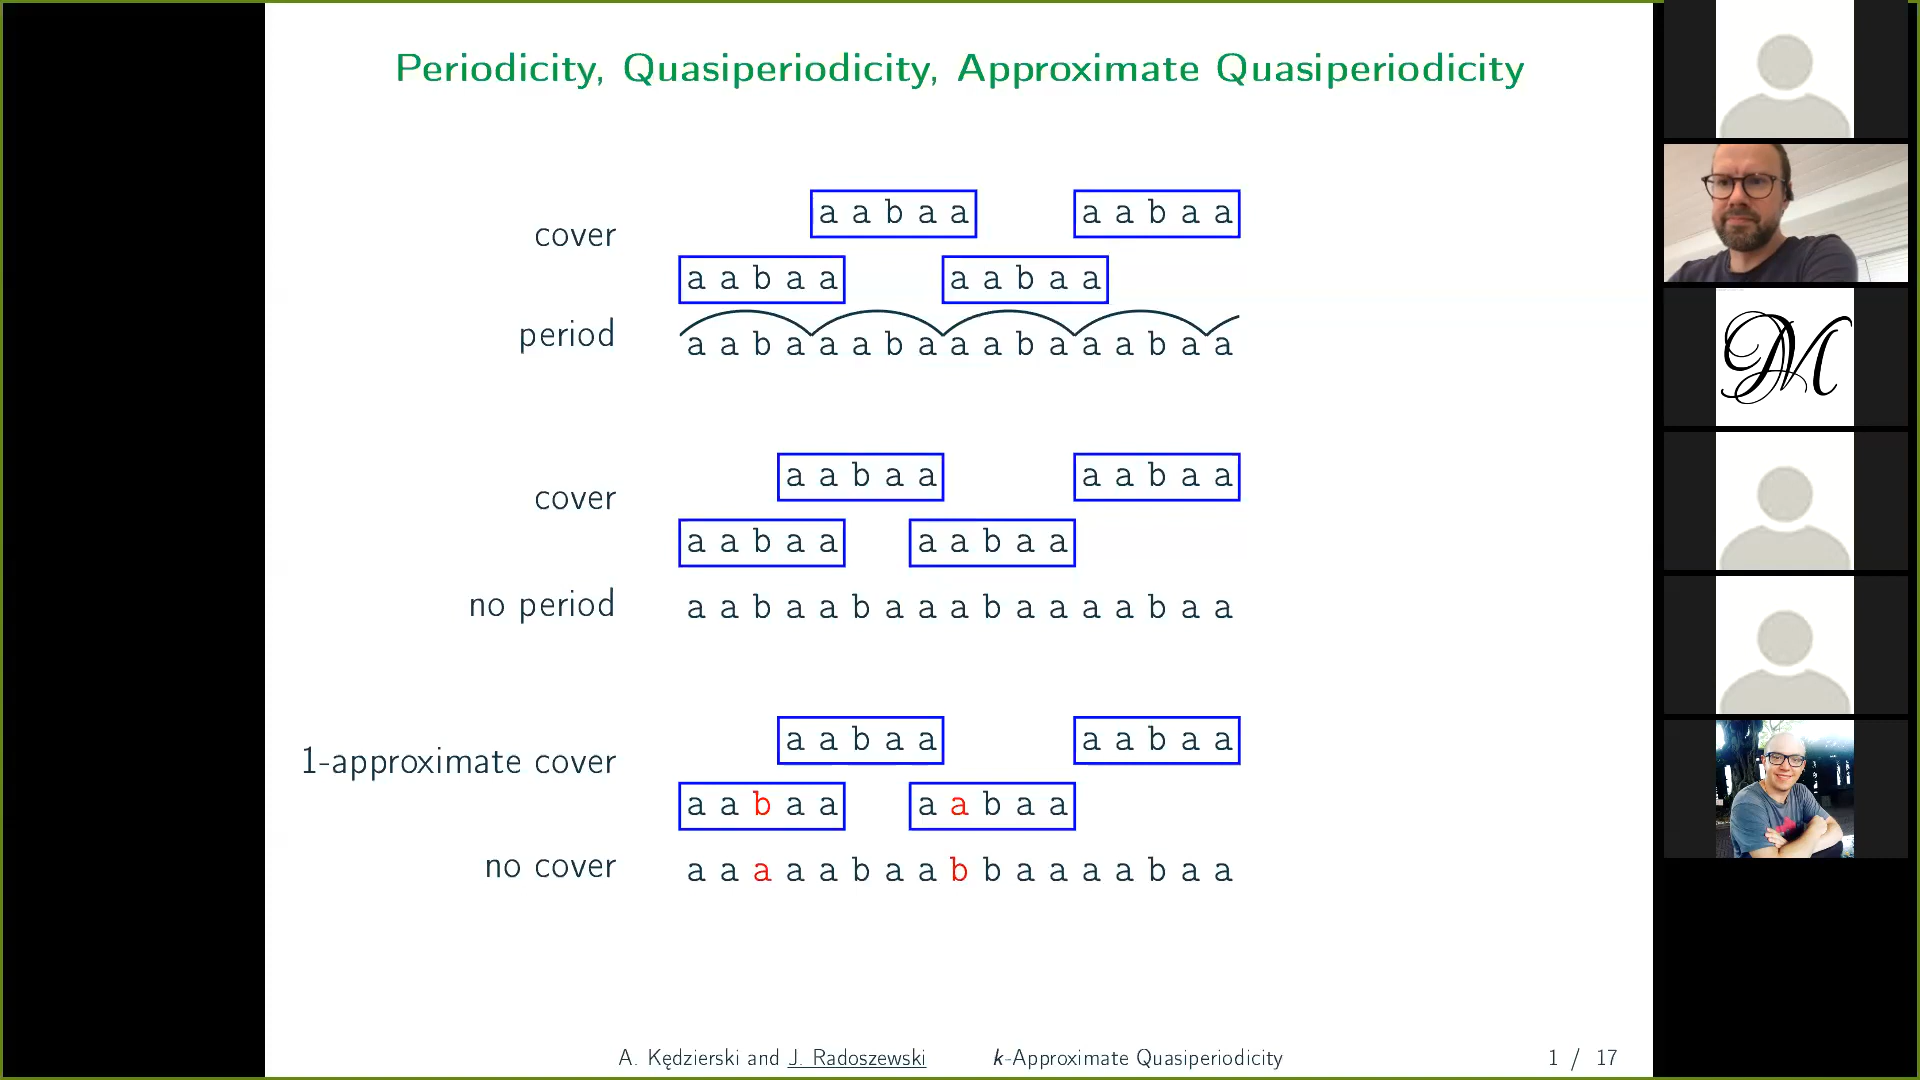 Periodicity, Quasiperiodicity, Approximate Quasiperiodicity
a a b a a a a b a a
cover
a a b a a a a b a a
period
a a b a a a b a a a b a a a b a a
a a b a a a a b a a
cover
a a b a a a a b a a
no period
a a b a a b a a a b a a a a b a a
a a b a a a a b a a
1-approximate cover
a a b a a a a b a a
no cover
a a a a a b a a b b a a a a b a a
A. Kędzierski and J. Radoszewski k-Approximate Quasiperiodicity 1 / 17